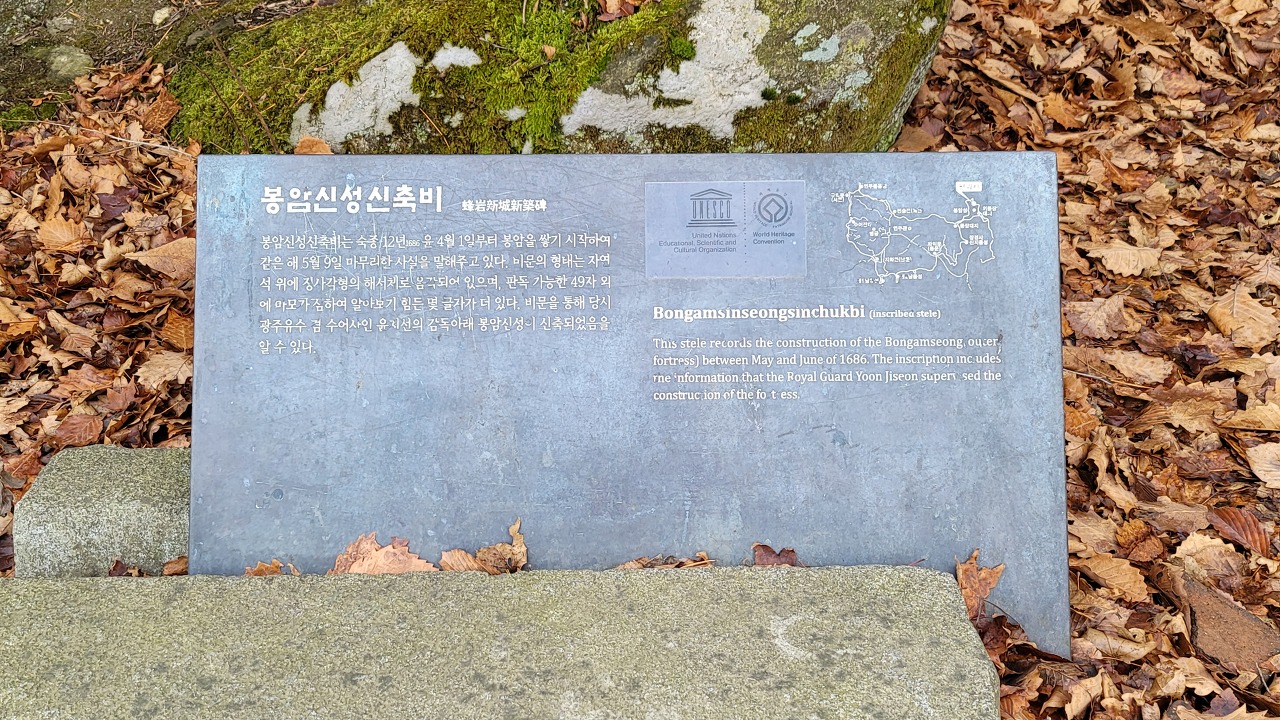 봉암신성신축비 蜂岩新城新築碑
봉암신성신축비는 숙종 12년1686 윤 4월 1일부터 봉암을 쌓기 시작하여
같은 해 5월 9일 마무리한 사실을 말해주고 있다. 비문의 형태는 자연
석 위에 장사각형의 해서체로 음각되어 있으며, 판독 가능한 49자 외
에 마모가 심하여 알아보기 힘든 몇 글자가 더 있다. 비문을 통해 당시
광주유수 겸 수어사인 윤지선의 감독아래 봉암신성이 신축되었음을
알 수 있다.
UNESCO
United Nations
Educational, Scientific and
Cultural Organization
World Heritage
Convention
Bongamsinseongsinchukbi (inscribed stele)
This stele records the construction of the Bongamseong outer
fortress) between May and June of 1686. The inscription includes
the information that the Royal Guard Yoon Jiseon supervised the
construction of the fortress.